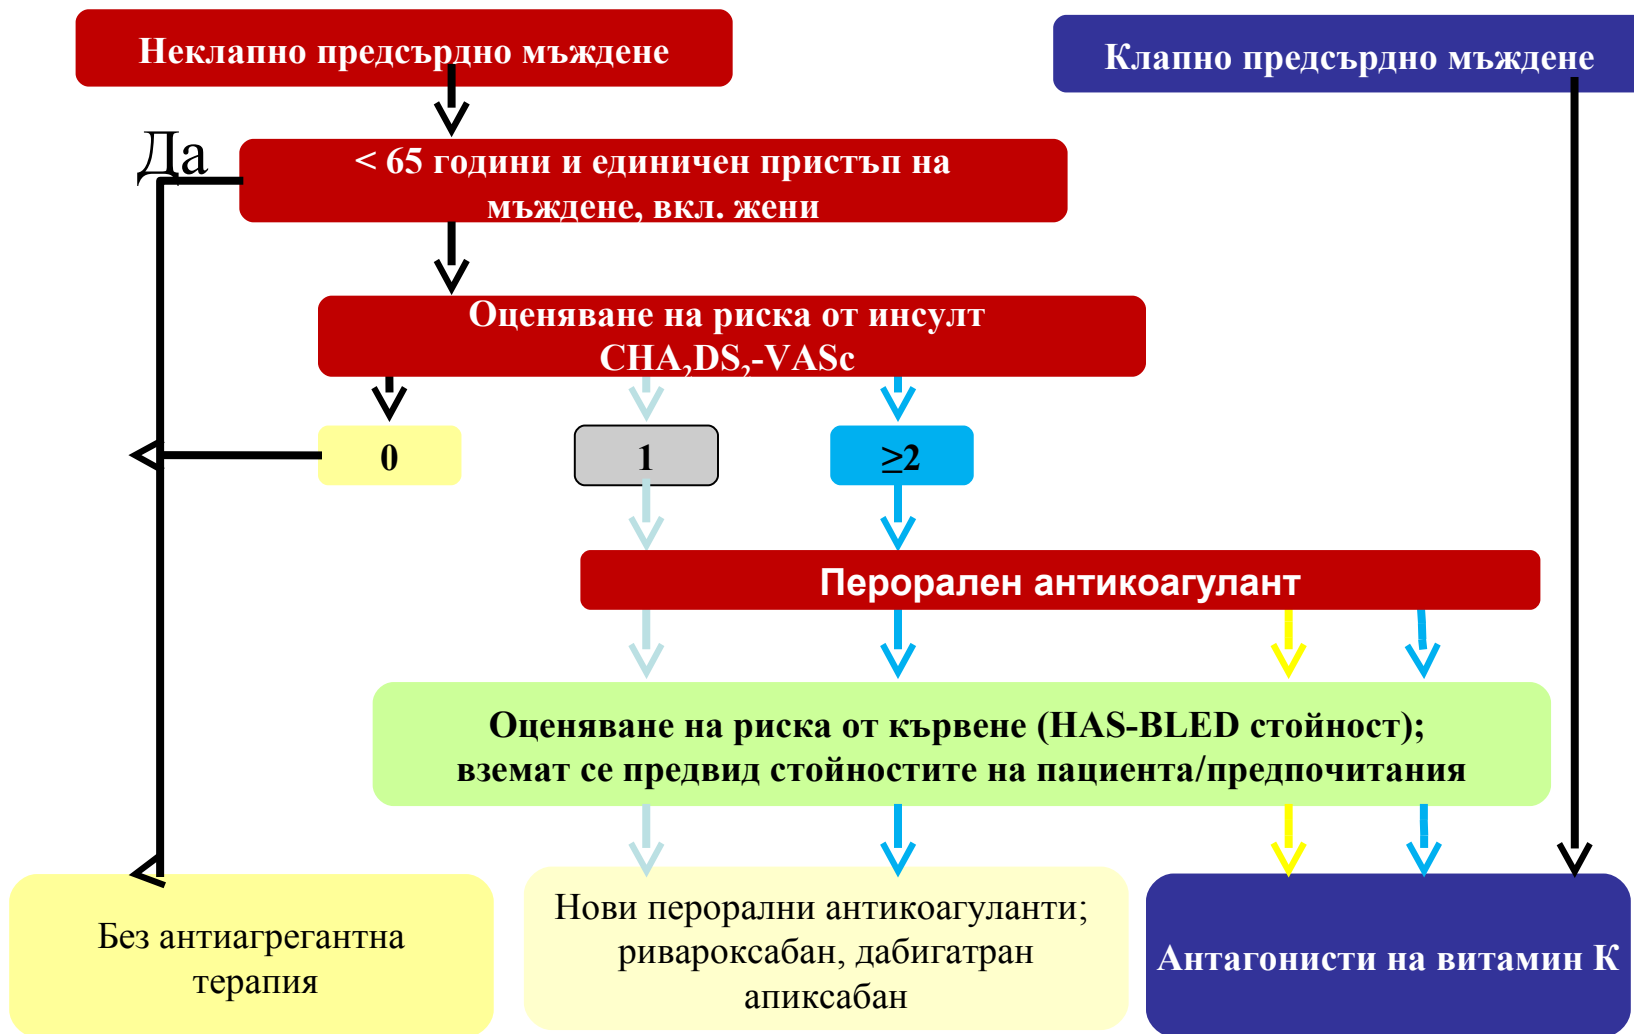 Неклапно предсърдно мъждене
Клапно предсърдно мъждене
Да
< 65 години и единичен пристъп на
мъждене, вкл. жени
Оценяване на риска от инсулт
CHA₂DS₂-VASc
0
1
≥2
Перорален антикоагулант
Оценяване на риска от кървене (HAS-BLED стойност);
вземат се предвид стойностите на пациента/предпочитания
Без антиагрегантна
терапия
Нови перорални антикоагуланти;
ривароксабан, дабигатран
апиксабан
Антагонисти на витамин К